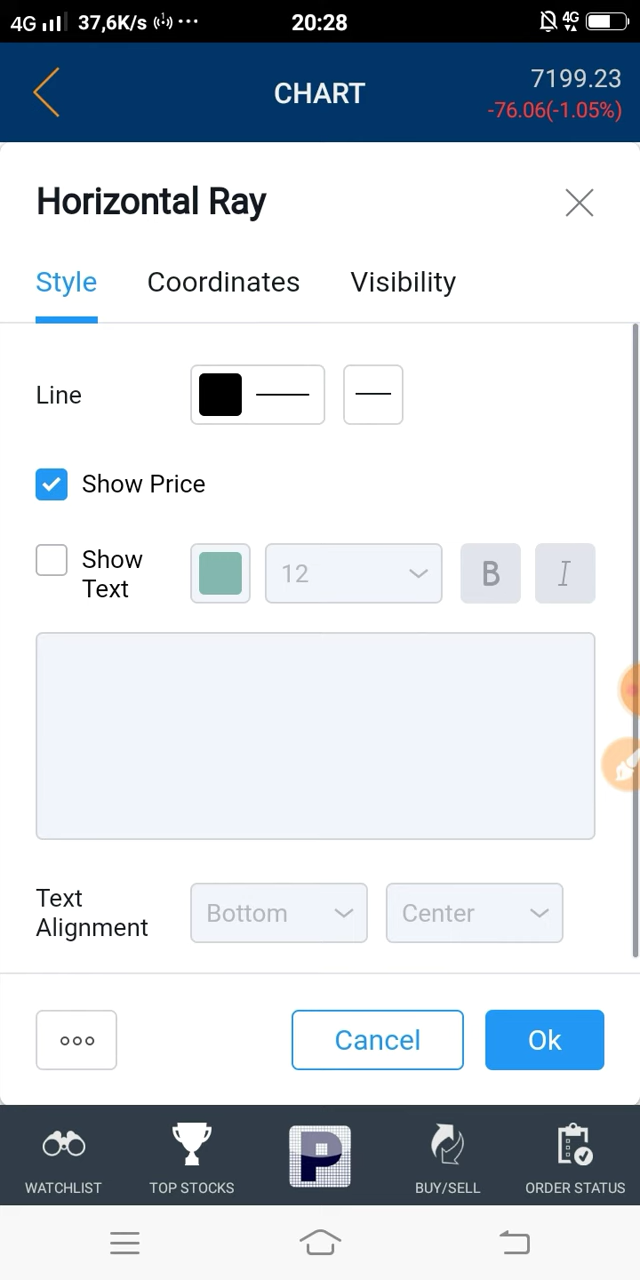 4G 37,6K/s ••• 20:28 4G
CHART
7199.23
-76.06(-1.05%)
Horizontal Ray
Style Coordinates Visibility
Line
Show Price
Show
Text
12 B I
Text
Alignment
Bottom Center
Cancel Ok
P
WATCHLIST TOP STOCKS BUY/SELL ORDER STATUS